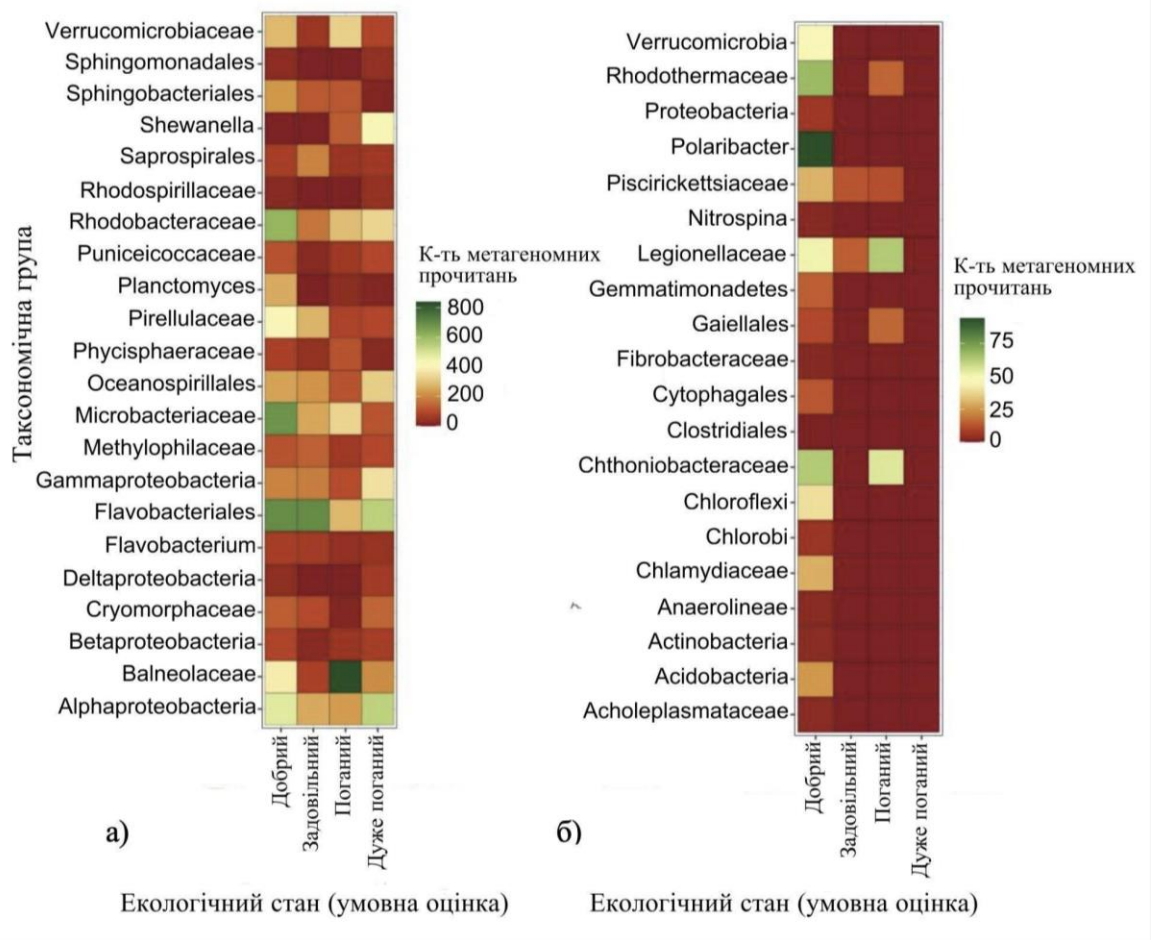 Таксономічна група
Verrucomicrobiaceae
Sphingomonadales
Sphingobacteriales
Shewanella
Saprospirales
Rhodospirillaceae
Rhodobacteraceae
Puniceicoccaceae
Planctomyces
Pirellulaceae
Phycisphaeraceae
Oceanospirillales
Microbacteriaceae
Methylophilaceae
Gammaproteobacteria
Flavobacteriales
Flavobacterium
Deltaproteobacteria
Cryomorphaceae
Betaproteobacteria
Balneolaceae
Alphaproteobacteria
Добрий
Задовільний
Поганий
Дуже поганий
К-ть метагеномних
прочитань
800
600
400
200
0
а)
Екологічний стан (умовна оцінка)
Verrucomicrobia
Rhodothermaceae
Proteobacteria
Polaribacter
Piscirickettsiaceae
Nitrospina
Legionellaceae
Gemmatimonadetes
Gaiellales
Fibrobacteraceae
Cytophagales
Clostridiales
Chthoniobacteraceae
Chloroflexi
Chlorobi
Chlamydiaceae
Anaerolineae
Actinobacteria
Acidobacteria
Acholeplasmataceae
Добрий
Задовільний
Поганий
Дуже поганий
К-ть метагеномних
прочитань
75
50
25
0
б)
Екологічний стан (умовна оцінка)